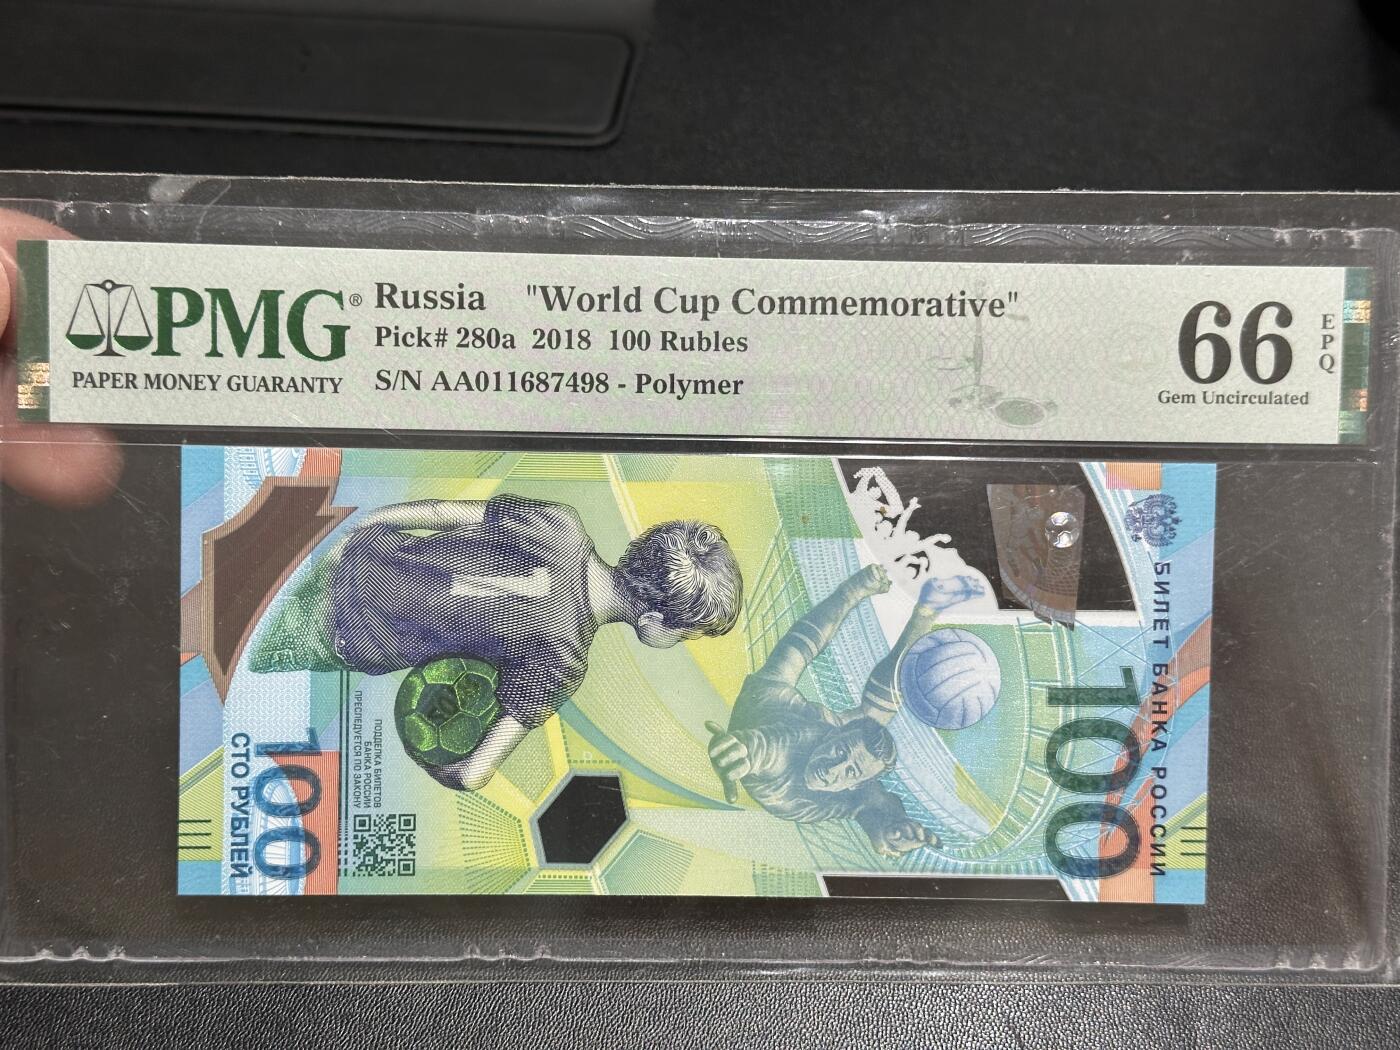 PMG®
PAPER MONEY GUARANTY
Russia "World Cup Commemorative"
Pick# 280a 2018 100 Rubles
S/N AA011687498 - Polymer
66
EPQ
Gem Uncirculated
БИЛЕТ БАНКА РОССИИ
100
ПОДДЕЛКА БИЛЕТОВ
БАНКА РОССИИ
ПРЕСЛЕДУЕТСЯ ПО ЗАКОНУ
100
СТО РУБЛЕЙ